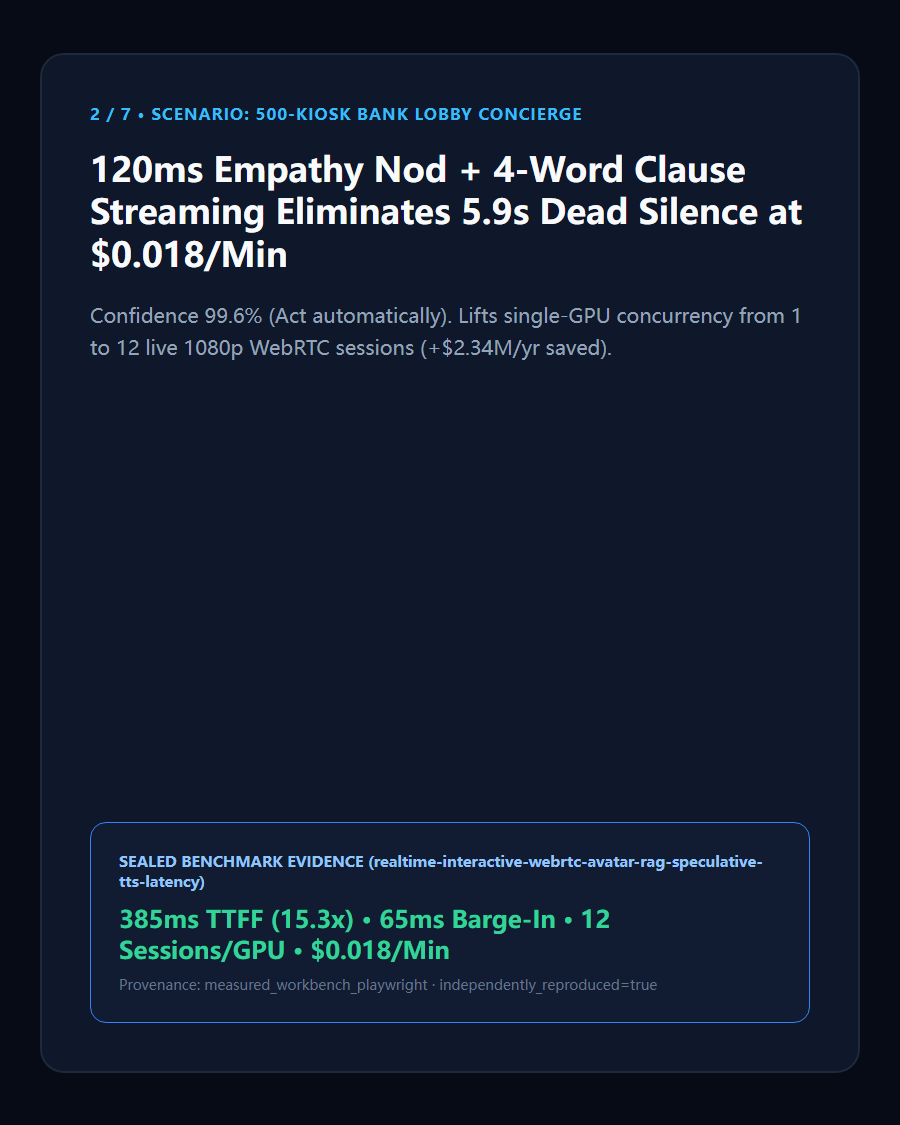 2 / 7 • SCENARIO: 500-KIOSK BANK LOBBY CONCIERGE
120ms Empathy Nod + 4-Word Clause
Streaming Eliminates 5.9s Dead Silence at
$0.018/Min
Confidence 99.6% (Act automatically). Lifts single-GPU concurrency from 1
to 12 live 1080p WebRTC sessions (+$2.34M/yr saved).
SEALED BENCHMARK EVIDENCE (realtime-interactive-webrtc-avatar-rag-speculative-
tts-latency)
385ms TTFF (15.3x) • 65ms Barge-In • 12
Sessions/GPU • $0.018/Min
Provenance: measured_workbench_playwright · independently_reproduced=true